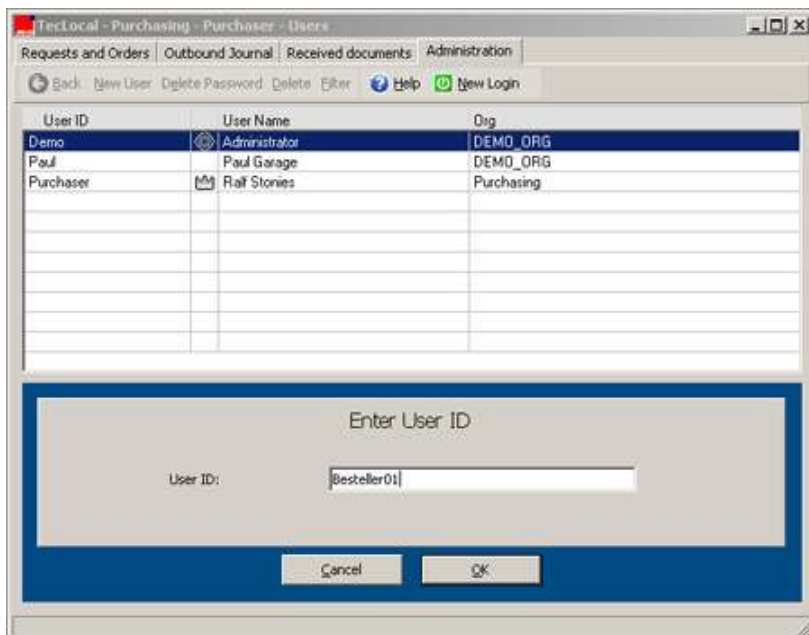 TecLocal - Purchasing - Purchaser - Users
Requests and Orders Outbound Journal Received documents Administration
Back New User Delete Password Delete Filter Help New Login
User ID User Name Org
Demo Administrator DEMO_ORG
Paul Paul Garage DEMO_ORG
Purchaser Ralf Stonies Purchasing
Enter User ID
User ID: Besteller01
Cancel OK